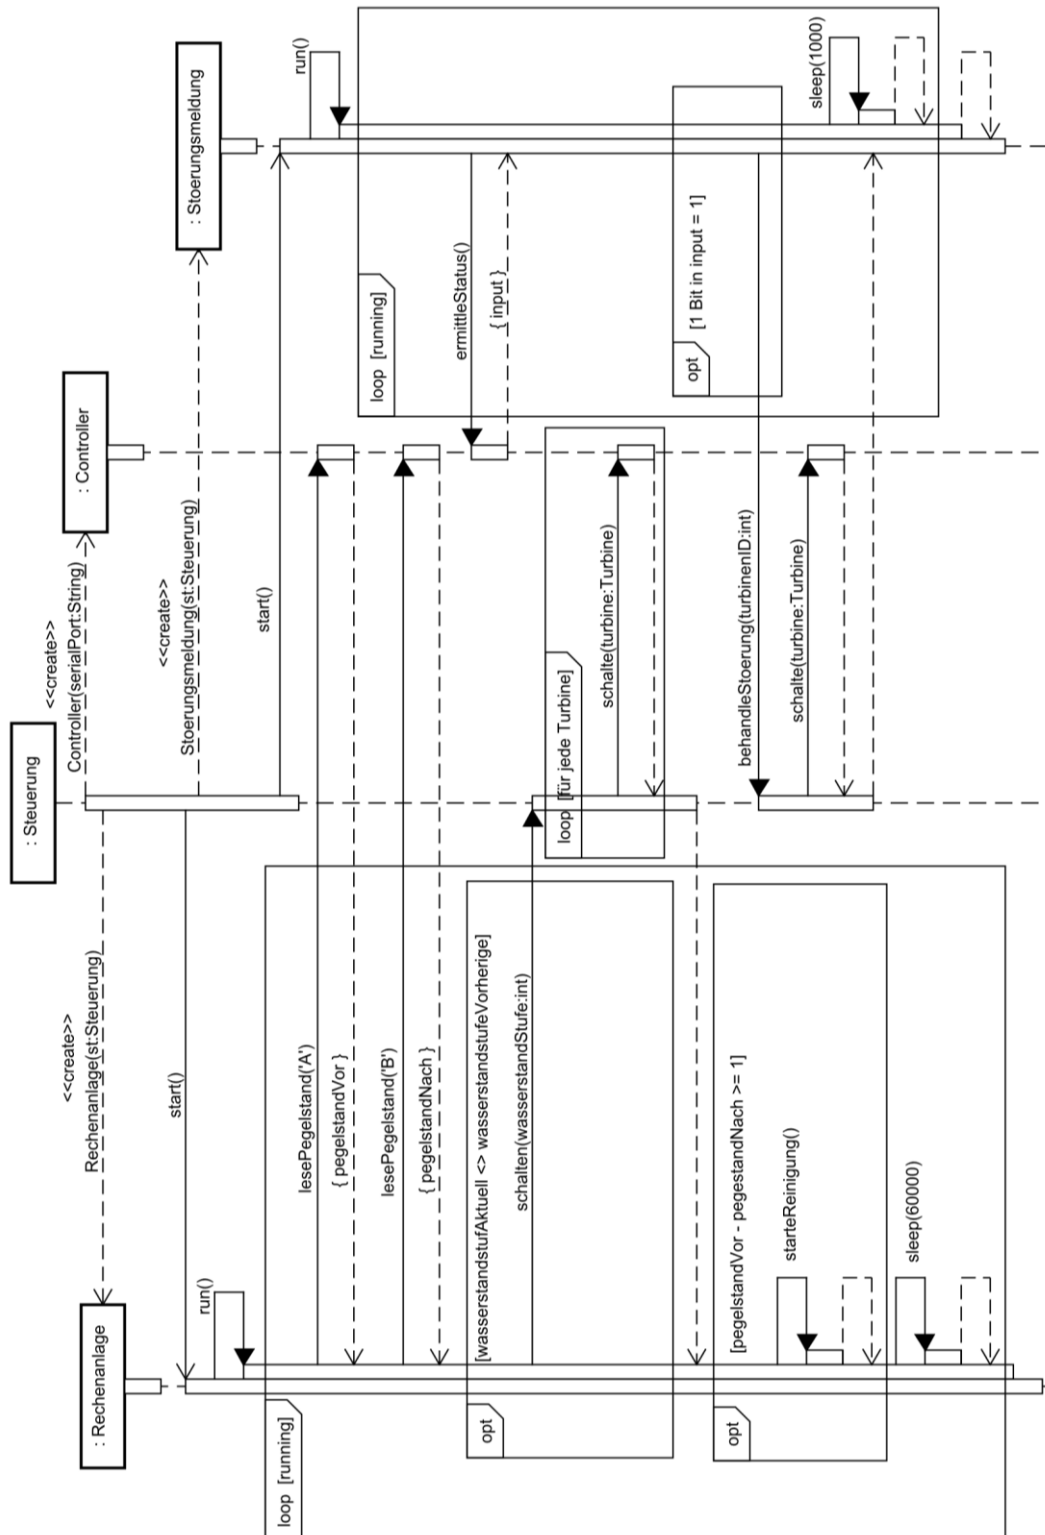 : Rechenanlage
: Steuerung
: Controller
: Stoerungsmeldung
<<create>>
Rechenanlage(st:Steuerung)
<<create>>
Controller(serialPort:String)
<<create>>
Stoerungsmeldung(st:Steuerung)
start()
start()
run()
run()
loop [running]
lesePegelstand('A')
{ pegelstandVor }
lesePegelstand('B')
{ pegelstandNach }
loop [running]
ermittleStatus()
{ input }
opt
[wasserstandstufAktuell <> wasserstandstufeVorherige]
schalten(wasserstandStufe:int)
loop [für jede Turbine]
schalte(turbine:Turbine)
opt
[1 Bit in input = 1]
opt
[pegelstandVor - pegestandNach >= 1]
behandleStoerung(turbinenID:int)
starteReinigung()
schalte(turbine:Turbine)
sleep(1000)
sleep(60000)